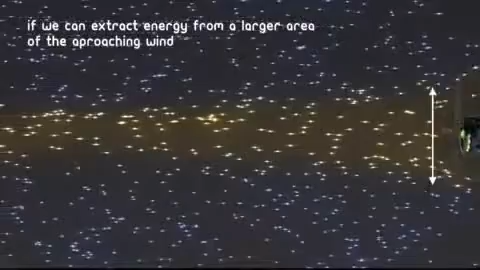 if we can extract energy from a larger area
of the aproaching wind